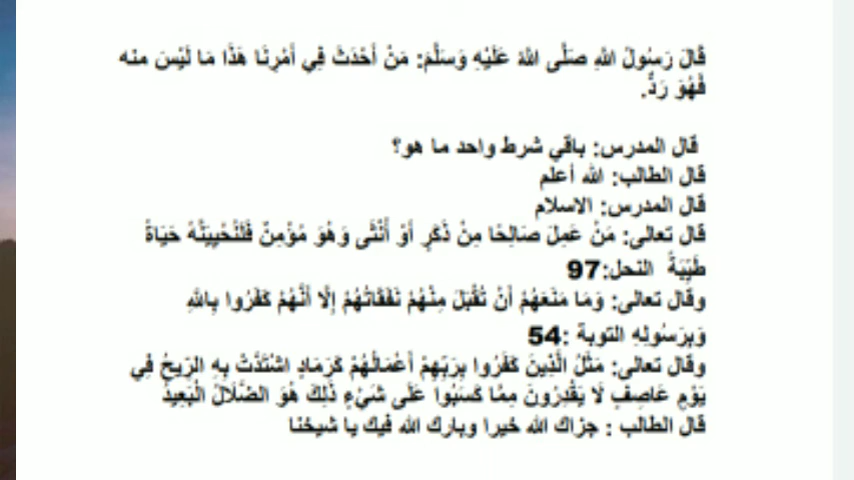 قَالَ رَسُولُ اللهِ صَلَّى اللهُ عَلَيْهِ وَسَلَّمَ: مَنْ أَحْدَثَ فِي أَمْرِنَا هَذَا مَا لَيْسَ منه
فَهُوَ رَدٌّ.
قال المدرس: باقي شرط واحد ما هو؟
قال الطالب: الله أعلم
قال المدرس: الاسلام
قال تعالى: مَنْ عَمِلَ صَالِحًا مِنْ ذَكَرٍ أَوْ أُنْثَى وَهُوَ مُؤْمِنٌ فَلَنُحْيِيَنَّهُ حَيَاةً
طَيِّبَةً النحل:97
وقال تعالى: وَمَا مَنَعَهُمْ أَنْ تُقْبَلَ مِنْهُمْ نَفَقَاتُهُمْ إِلَّا أَنَّهُمْ كَفَرُوا بِاللهِ
وَبِرَسُولِهِ التوبة :54
وقال تعالى: مَثَلُ الَّذِينَ كَفَرُوا بِرَبِّهِمْ أَعْمَالُهُمْ كَرَمَادٍ اشْتَدَّتْ بِهِ الرِّيحُ فِي
يَوْمٍ عَاصِفٍ لَا يَقْدِرُونَ مِمَّا كَسَبُوا عَلَى شَيْءٍ ذَلِكَ هُوَ الضَّلَالُ الْبَعِيدُ
قال الطالب : جزاك الله خيرا وبارك الله فيك يا شيخنا